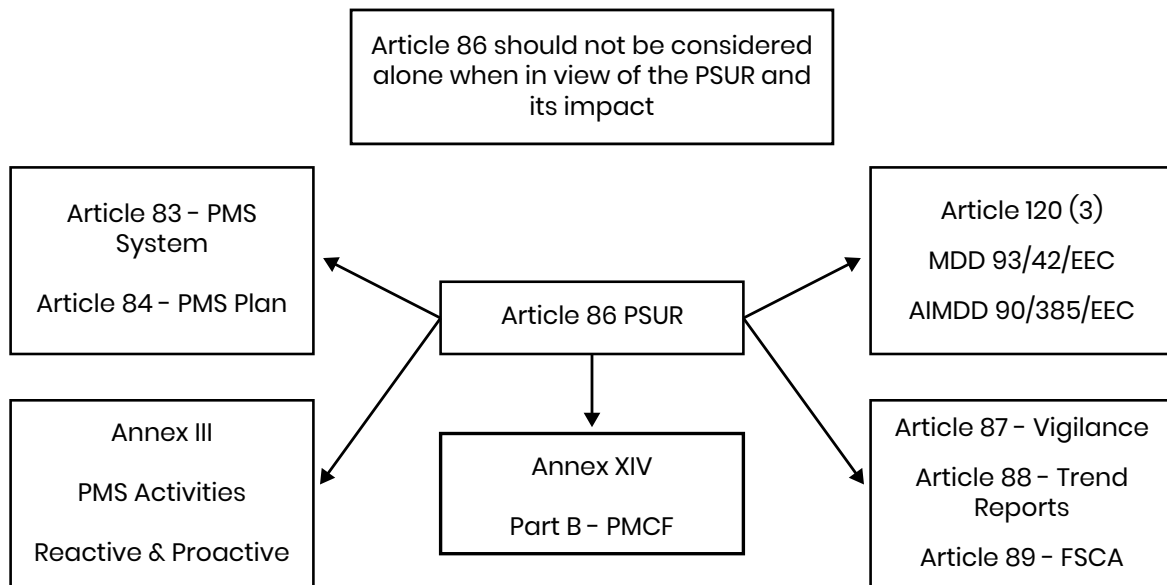 Article 86 should not be considered
alone when in view of the PSUR and
its impact
Article 83 - PMS
System
Article 84 - PMS Plan
Article 120 (3)
MDD 93/42/EEC
AIMDD 90/385/EEC
Article 86 PSUR
Annex III
PMS Activities
Reactive & Proactive
Annex XIV
Part B - PMCF
Article 87 - Vigilance
Article 88 - Trend
Reports
Article 89 - FSCA